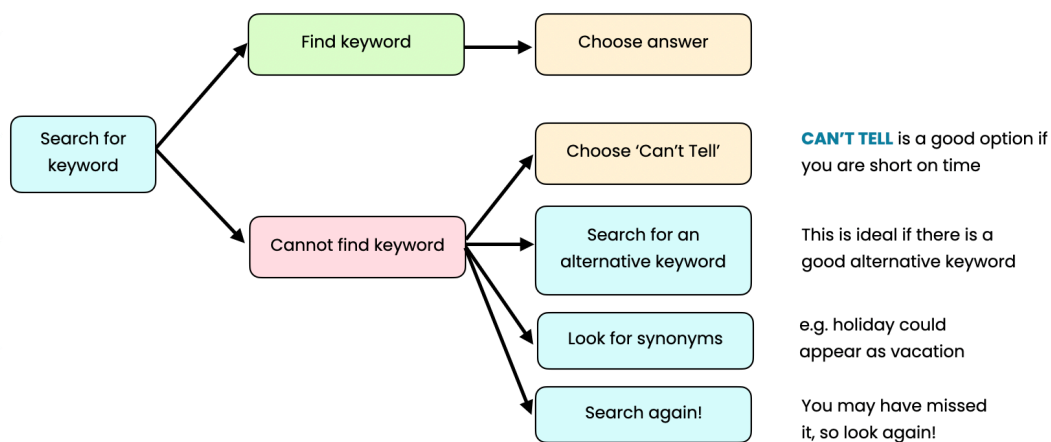 Find keyword
Choose answer
Search for
keyword
Cannot find keyword
Choose ‘Can’t Tell’
CAN’T TELL is a good option if
you are short on time
Search for an
alternative keyword
This is ideal if there is a
good alternative keyword
Look for synonyms
e.g. holiday could
appear as vacation
Search again!
You may have missed
it, so look again!